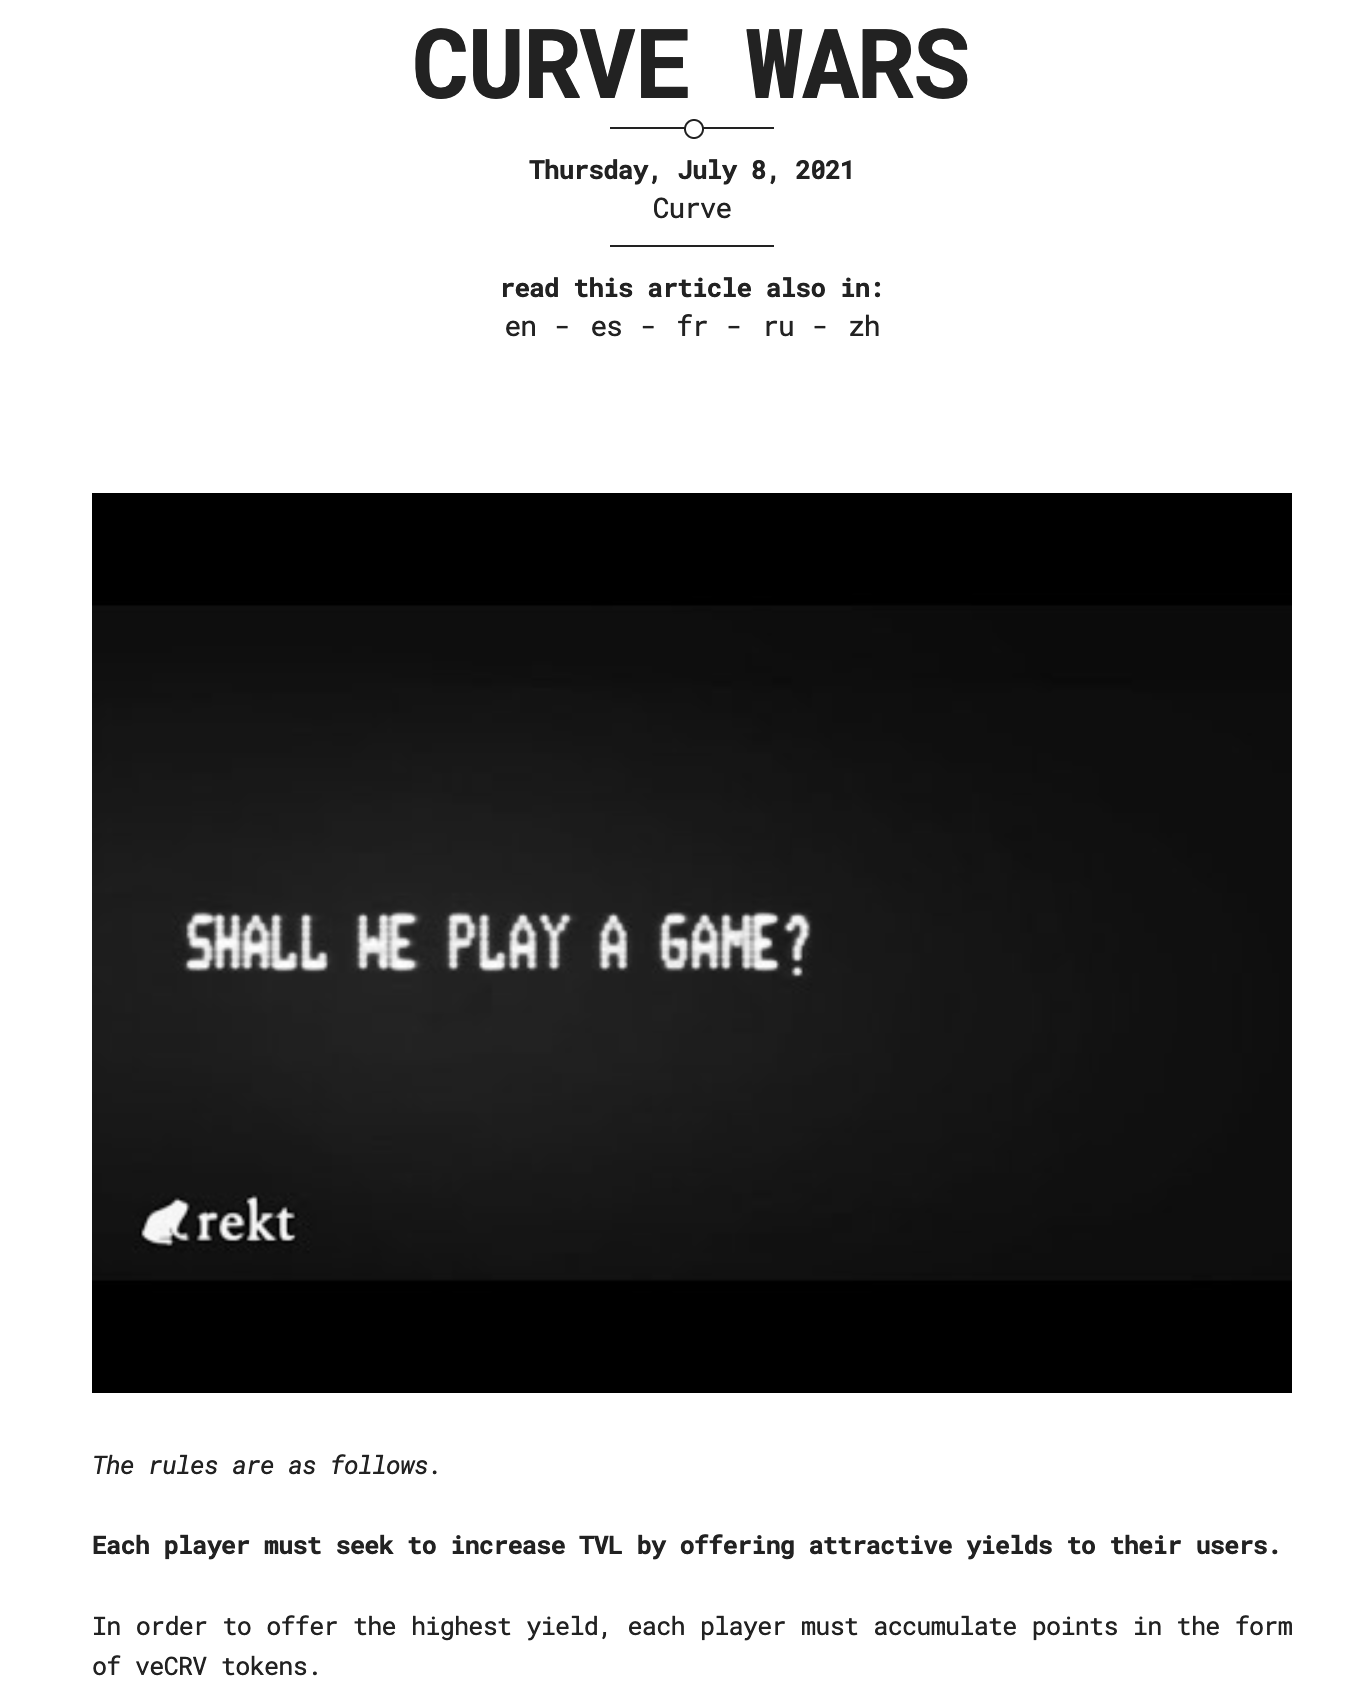 CURVE WARS
Thursday, July 8, 2021
Curve
read this article also in:
en - es - fr - ru - zh
SHALL WE PLAY A GAME?
rekt
The rules are as follows.
Each player must seek to increase TVL by offering attractive yields to their users.
In order to offer the highest yield, each player must accumulate points in the form
of veCRV tokens.